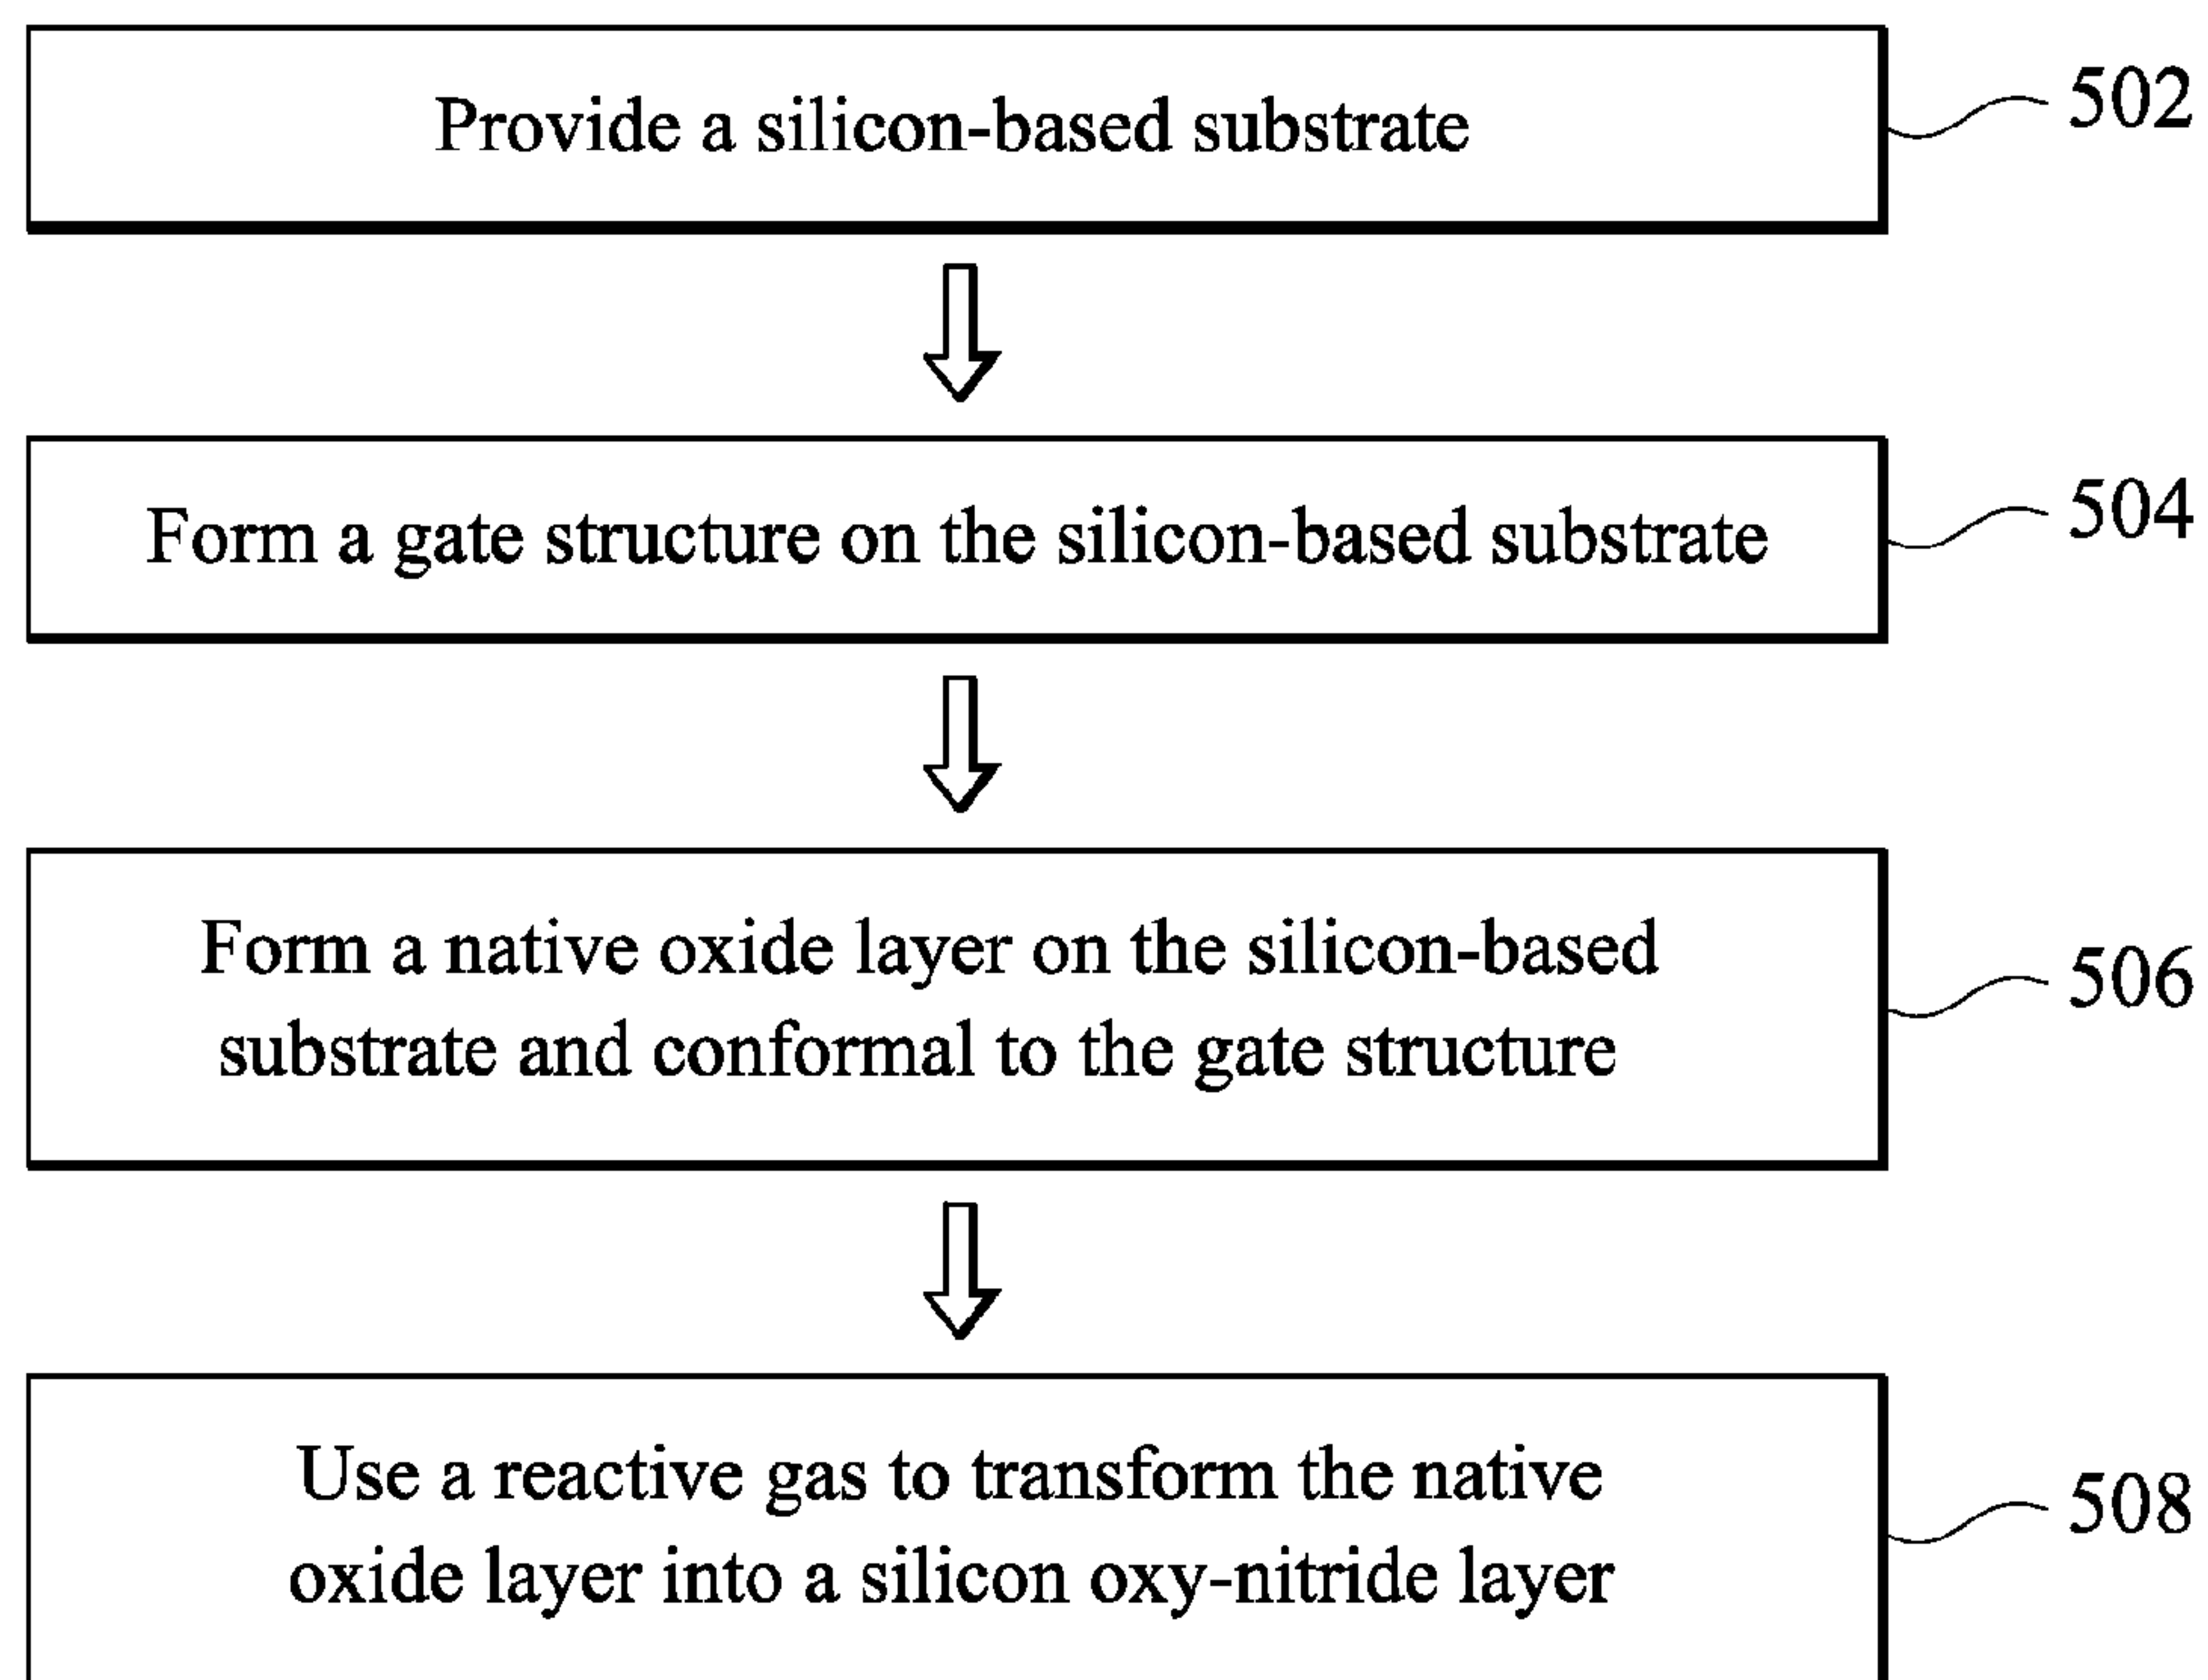 Provide a silicon-based substrate
502
Form a gate structure on the silicon-based substrate
504
Form a native oxide layer on the silicon-based
substrate and conformal to the gate structure
506
Use a reactive gas to transform the native
oxide layer into a silicon oxy-nitride layer
508